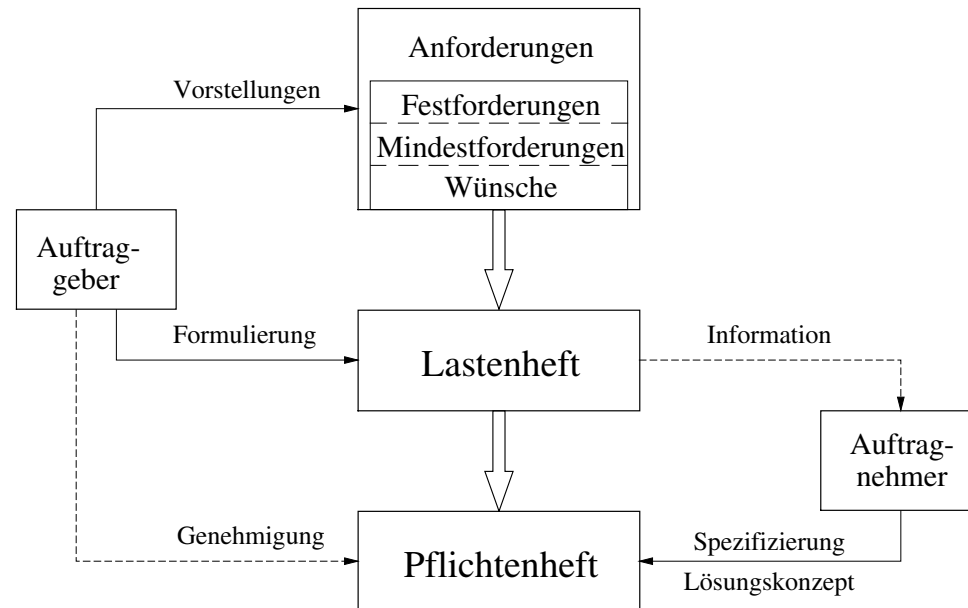 Anforderungen
Vorstellungen
Festforderungen
Mindestforderungen
Wünsche
Auftrag-
geber
Formulierung
Lastenheft
Information
Auftrag-
nehmer
Genehmigung
Pflichtenheft
Spezifizierung
Lösungskonzept